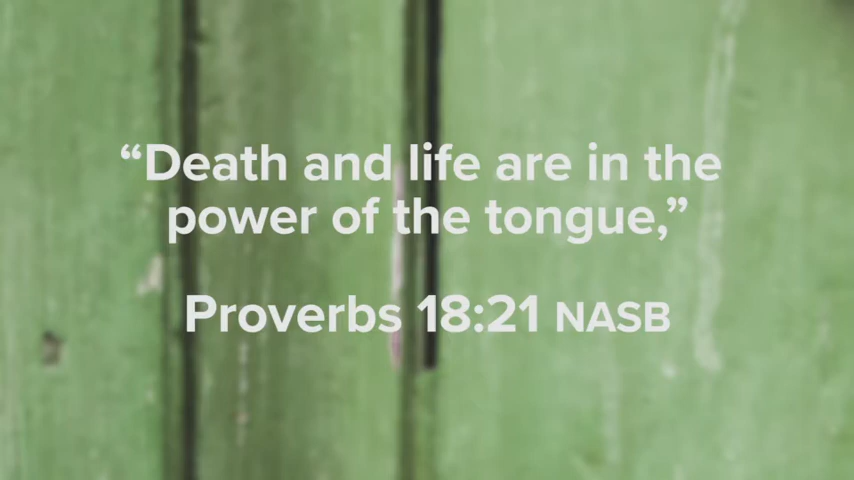 “Death and life are in the
power of the tongue,”
Proverbs 18:21 NASB